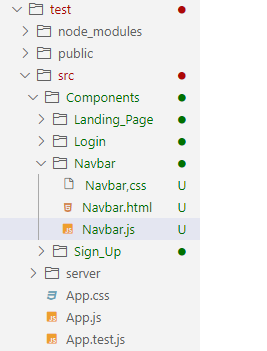 test
node_modules
public
src
Components
Landing_Page
Login
Navbar
Navbar,css U
Navbar.html U
Navbar.js U
Sign_Up
server
App.css
App.js
App.test.js